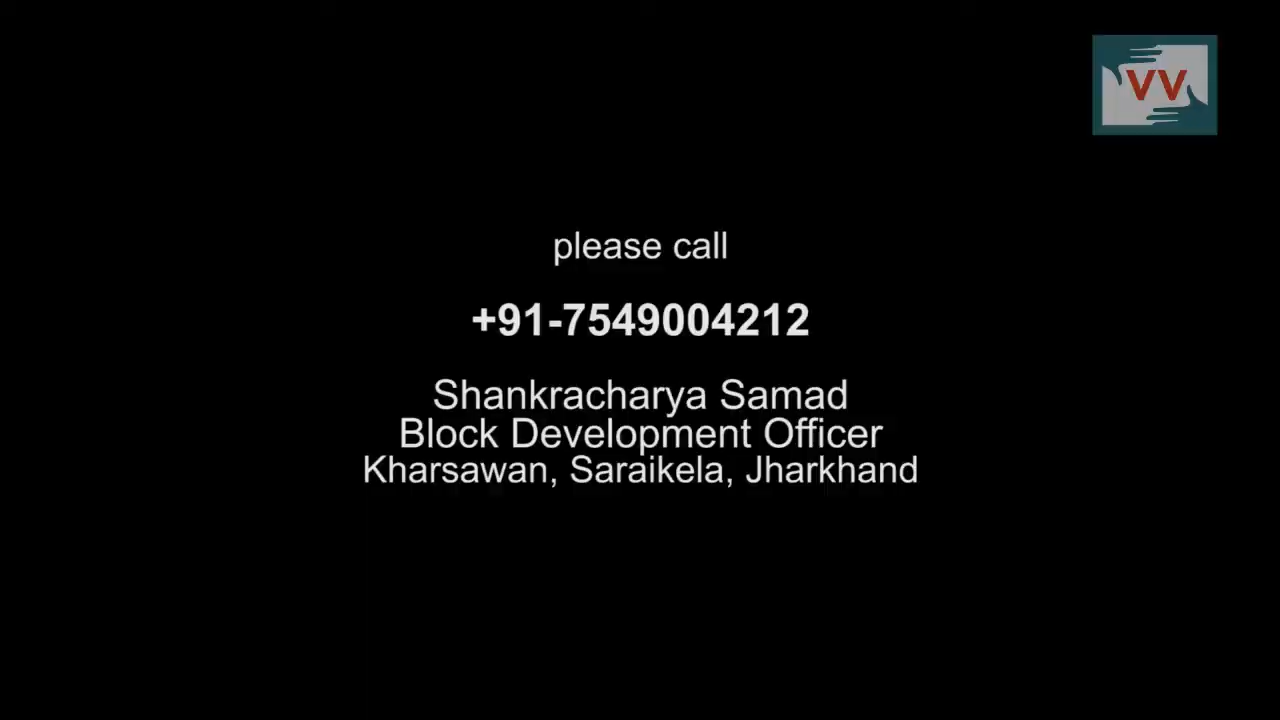 VV
please call
+91-7549004212
Shankracharya Samad
Block Development Officer
Kharsawan, Saraikela, Jharkhand